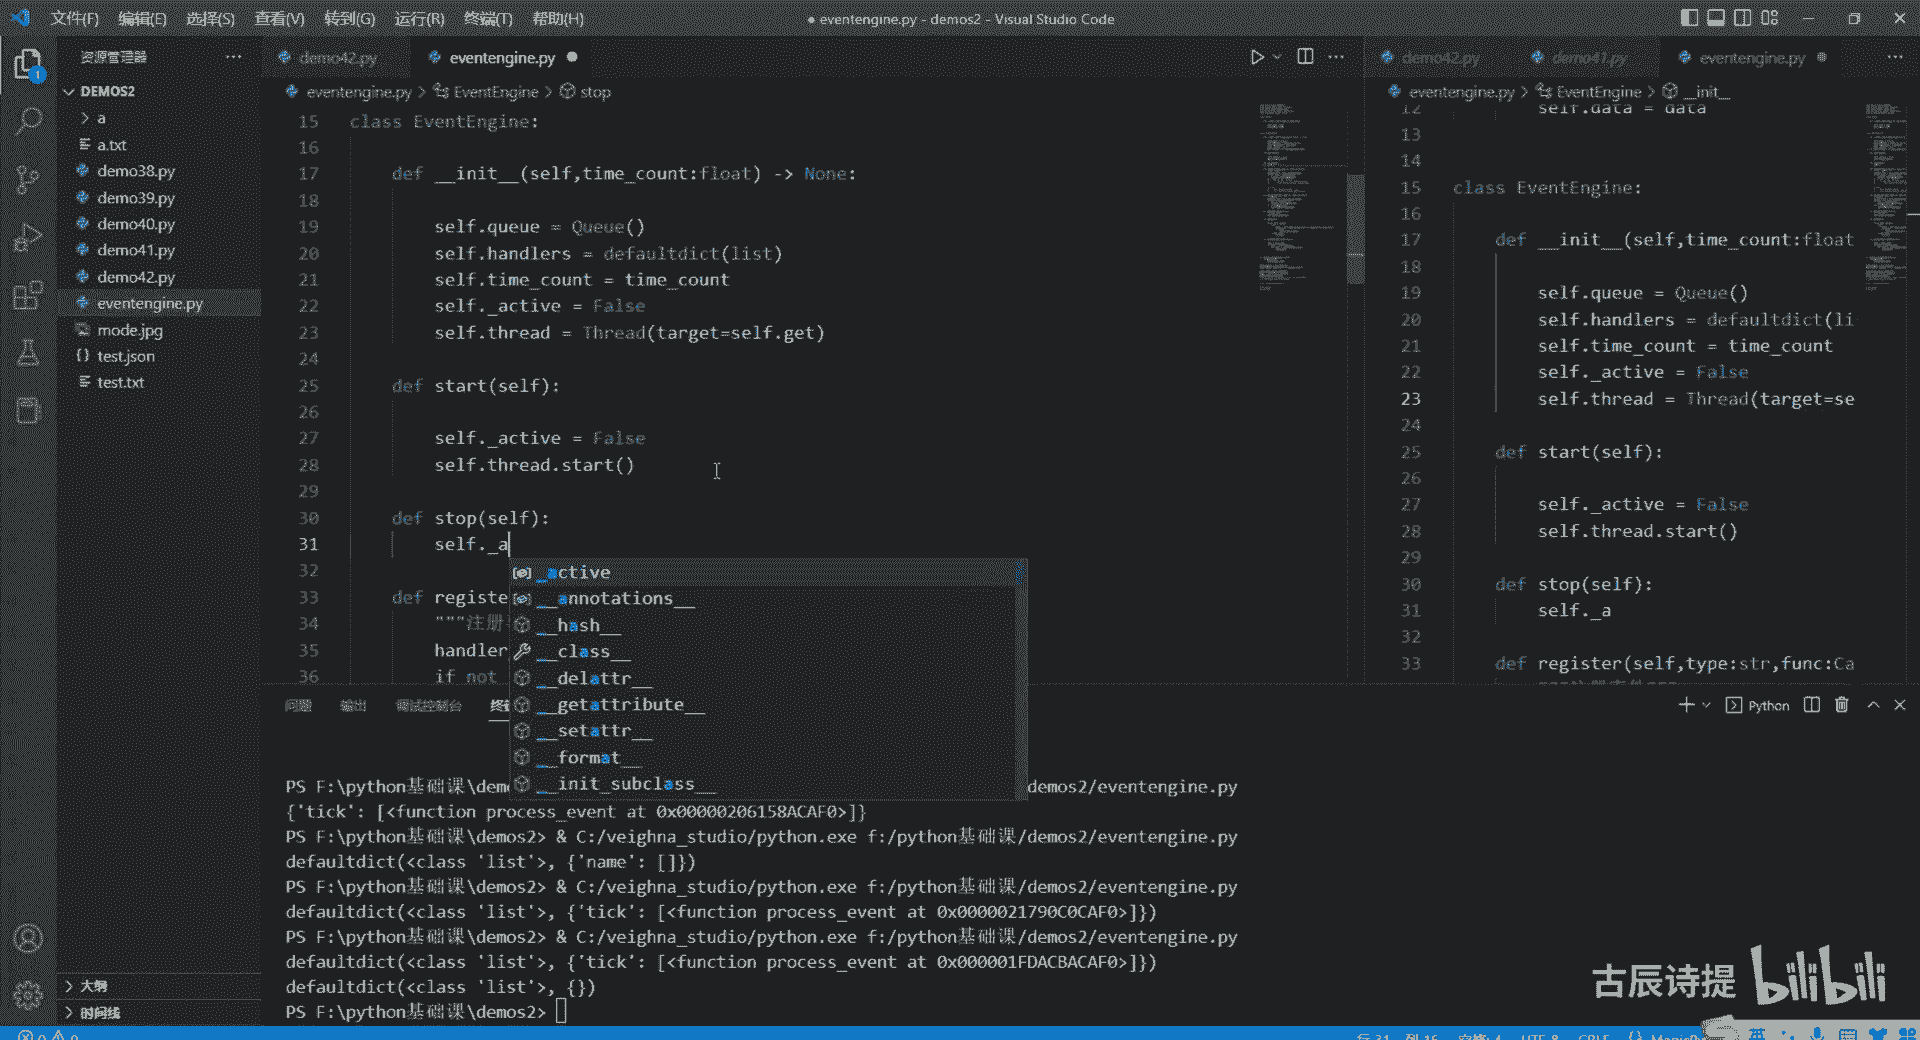 文件(F) 编辑(E) 选择(S) 查看(V) 转到(G) 运行(R) 终端(T) 帮助(H)
● eventengine.py - demos2 - Visual Studio Code
资源管理器
DEMOS2
a
a.txt
demo38.py
demo39.py
demo40.py
demo41.py
demo42.py
eventengine.py
mode.jpg
test.json
test.txt
大纲
时间线
1
demo42.py eventengine.py
eventengine.py > EventEngine > stop
15 class EventEngine:
16
17 def __init__(self,time_count:float) -> None:
18
19 self.queue = Queue()
20 self.handlers = defaultdict(list)
21 self.time_count = time_count
22 self._active = False
23 self.thread = Thread(target=self.get)
24
25 def start(self):
26
27 self._active = False
28 self.thread.start()
29
30 def stop(self):
31 self._a
32
33 def registe
34 """注册
35 handler
36 if not
_active
__annotations__
__hash__
__class__
__delattr__
__getattribute__
__setattr__
__format__
__init_subclass__
demo42.py demo41.py eventengine.py
eventengine.py > EventEngine > __init__
12 self.data = data
13
14
15 class EventEngine:
16
17 def __init__(self,time_count:float
18
19 self.queue = Queue()
20 self.handlers = defaultdict(li
21 self.time_count = time_count
22 self._active = False
23 self.thread = Thread(target=se
24
25 def start(self):
26
27 self._active = False
28 self.thread.start()
29
30 def stop(self):
31 self._a
32
33 def register(self,type:str,func:Ca
问题 输出 调试控制台 终
Python
PS F:\python基础课\dem demos2/eventengine.py
{'tick': [<function process_event at 0x00000206158ACAF0>]}
PS F:\python基础课\demos2> & C:/veighna_studio/python.exe f:/python基础课/demos2/eventengine.py
defaultdict(<class 'list'>, {'name': []})
PS F:\python基础课\demos2> & C:/veighna_studio/python.exe f:/python基础课/demos2/eventengine.py
defaultdict(<class 'list'>, {'tick': [<function process_event at 0x0000021790C0CAF0>]})
PS F:\python基础课\demos2> & C:/veighna_studio/python.exe f:/python基础课/demos2/eventengine.py
defaultdict(<class 'list'>, {'tick': [<function process_event at 0x000001FDACBACAF0>]})
defaultdict(<class 'list'>, {})
PS F:\python基础课\demos2>
古辰诗提 bilibili
英